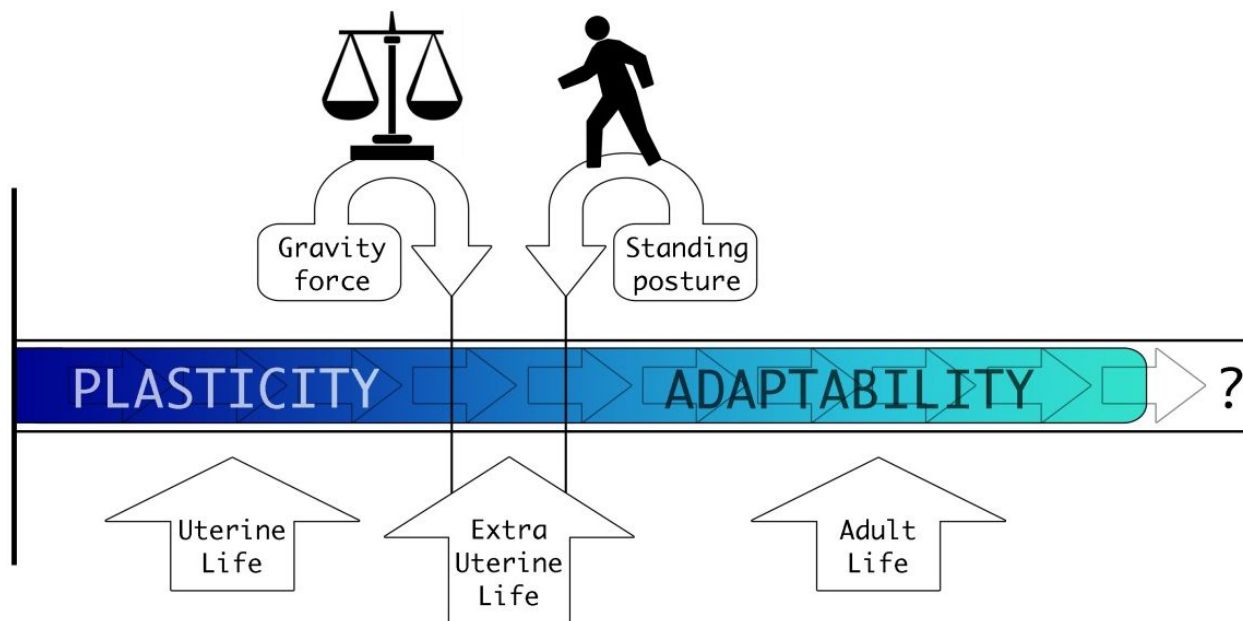 Gravity
force
Standing
posture
PLASTICITY
ADAPTABILITY
?
Uterine
Life
Extra
Uterine
Life
Adult
Life